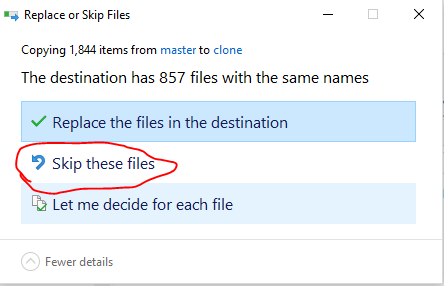 Replace or Skip Files
Copying 1,844 items from master to clone
The destination has 857 files with the same names
Replace the files in the destination
Skip these files
Let me decide for each file
Fewer details